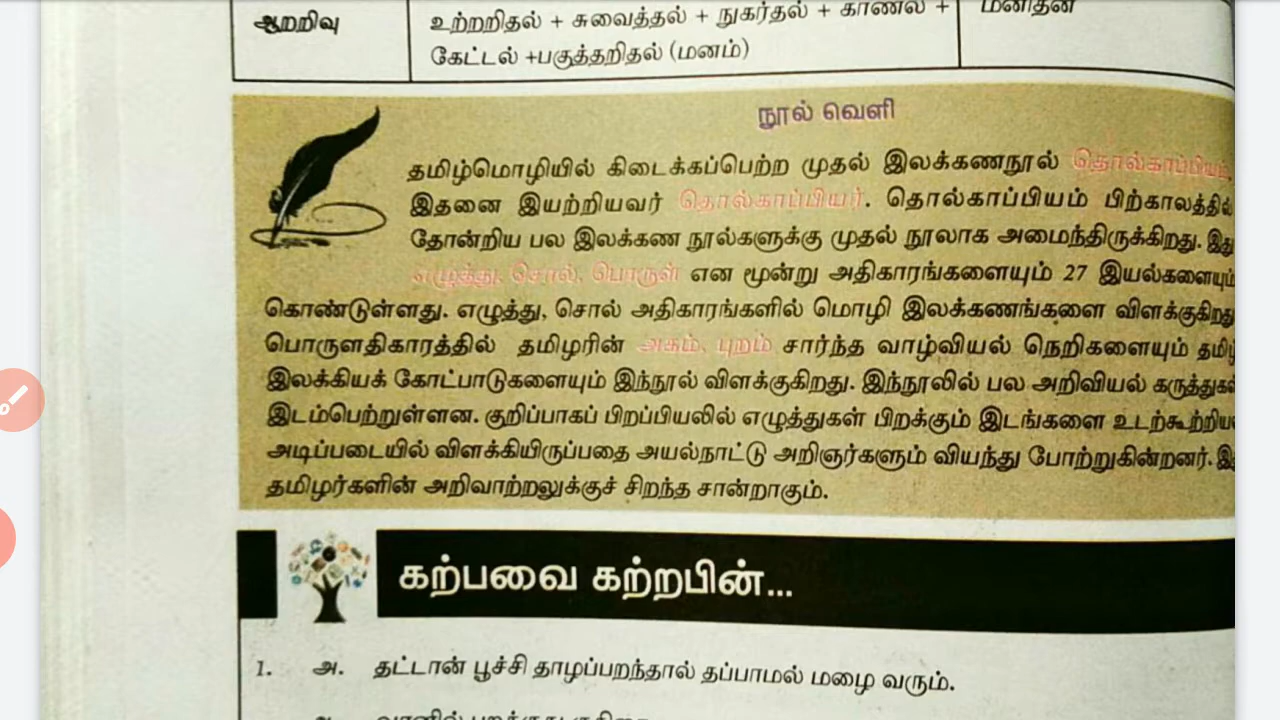 ஆறறிவு
உற்றறிதல் + சுவைத்தல் + நுகர்தல் + காணல் +
மனிதன்
கேட்டல் +பகுத்தறிதல் (மனம்)
நூல் வெளி
தமிழ்மொழியில் கிடைக்கப்பெற்ற முதல் இலக்கணநூல் தொல்காப்பியம்.
இதனை இயற்றியவர் தொல்காப்பியர். தொல்காப்பியம் பிற்காலத்தில்
தோன்றிய பல இலக்கண நூல்களுக்கு முதல் நூலாக அமைந்திருக்கிறது. இது
எழுத்து, சொல், பொருள் என மூன்று அதிகாரங்களையும் 27 இயல்களையும்
கொண்டுள்ளது. எழுத்து, சொல் அதிகாரங்களில் மொழி இலக்கணங்களை விளக்குகிறது
பொருளதிகாரத்தில் தமிழரின் அகம், புறம் சார்ந்த வாழ்வியல் நெறிகளையும்
இலக்கியக் கோட்பாடுகளையும் இந்நூல் விளக்குகிறது. இந்நூலில் பல அறிவியல்
இடம்பெற்றுள்ளன. குறிப்பாகப் பிறப்பியலில் எழுத்துகள் பிறக்கும் இடங்களை
அடிப்படையில் விளக்கியிருப்பதை அயல்நாட்டு அறிஞர்களும் வியந்து போற்றுகின்றனர்.
தமிழர்களின் அறிவாற்றலுக்குச் சிறந்த சான்றாகும்.
கற்பவை கற்றபின்...
1. அ. தட்டான் பூச்சி தாழப்பறந்தால் தப்பாமல் மழை வரும்.